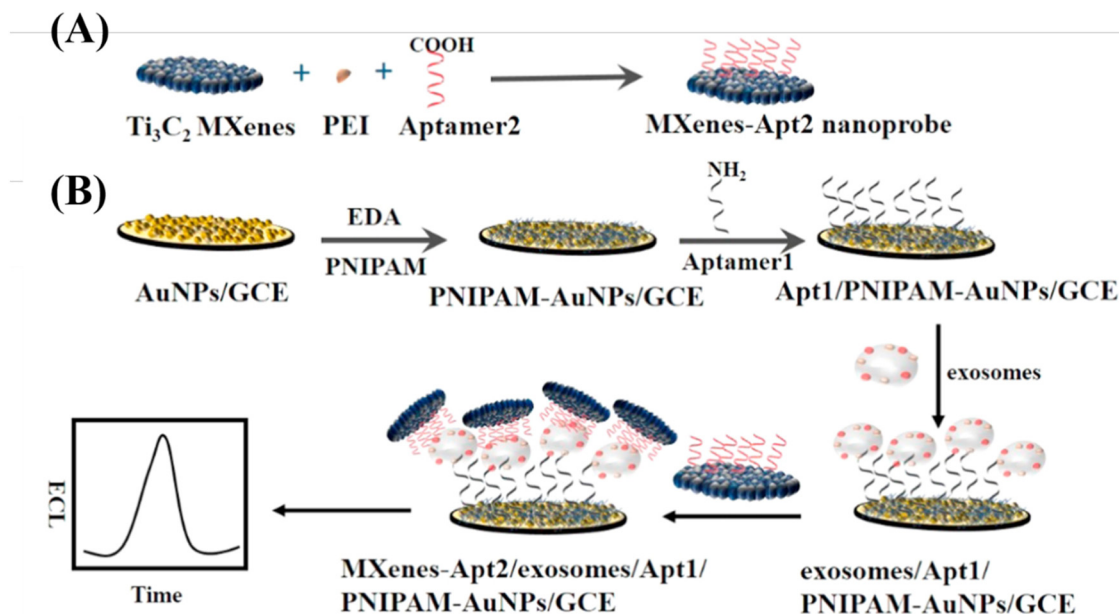 (A)
COOH
+ + 
Ti₃C₂ MXenes PEI Aptamer2 MXenes-Apt2 nanoprobe
(B)
NH₂
EDA
PNIPAM
Aptamer1
AuNPs/GCE
PNIPAM-AuNPs/GCE
Apt1/PNIPAM-AuNPs/GCE
exosomes
ECL
Time
MXenes-Apt2/exosomes/Apt1/
PNIPAM-AuNPs/GCE
exosomes/Apt1/
PNIPAM-AuNPs/GCE